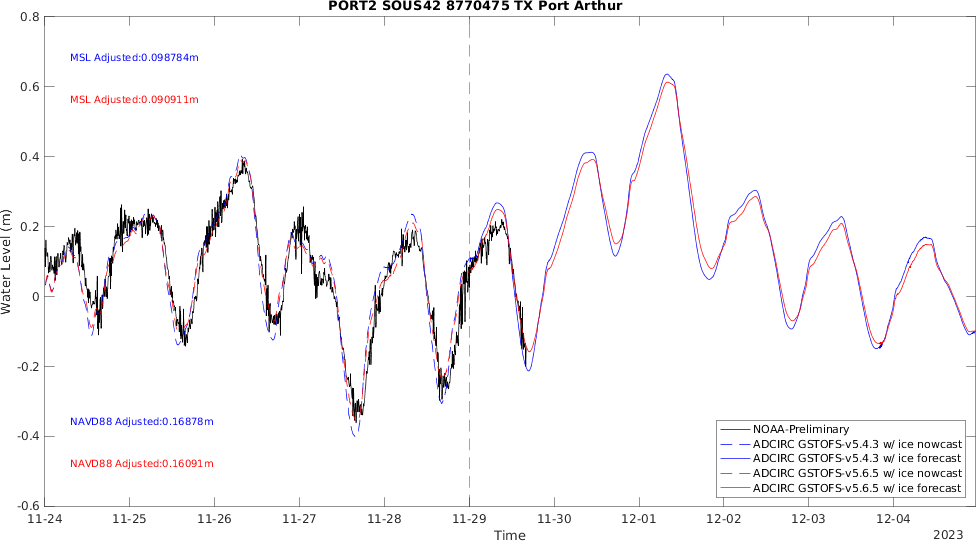 PORT2 SOUS42 8770475 TX Port Arthur
0.8
MSL Adjusted:0.098784m
MSL Adjusted:0.090911m
0.6
0.4
0.2
0
-0.2
-0.4
-0.6
Water Level (m)
NAVD88 Adjusted:0.16878m
NAVD88 Adjusted:0.16091m
NOAA-Preliminary
ADCIRC GSTOFS-v5.4.3 w/ ice nowcast
ADCIRC GSTOFS-v5.4.3 w/ ice forecast
ADCIRC GSTOFS-v5.6.5 w/ ice nowcast
ADCIRC GSTOFS-v5.6.5 w/ ice forecast
11-24 11-25 11-26 11-27 11-28 11-29 11-30 12-01 12-02 12-03 12-04
Time
2023